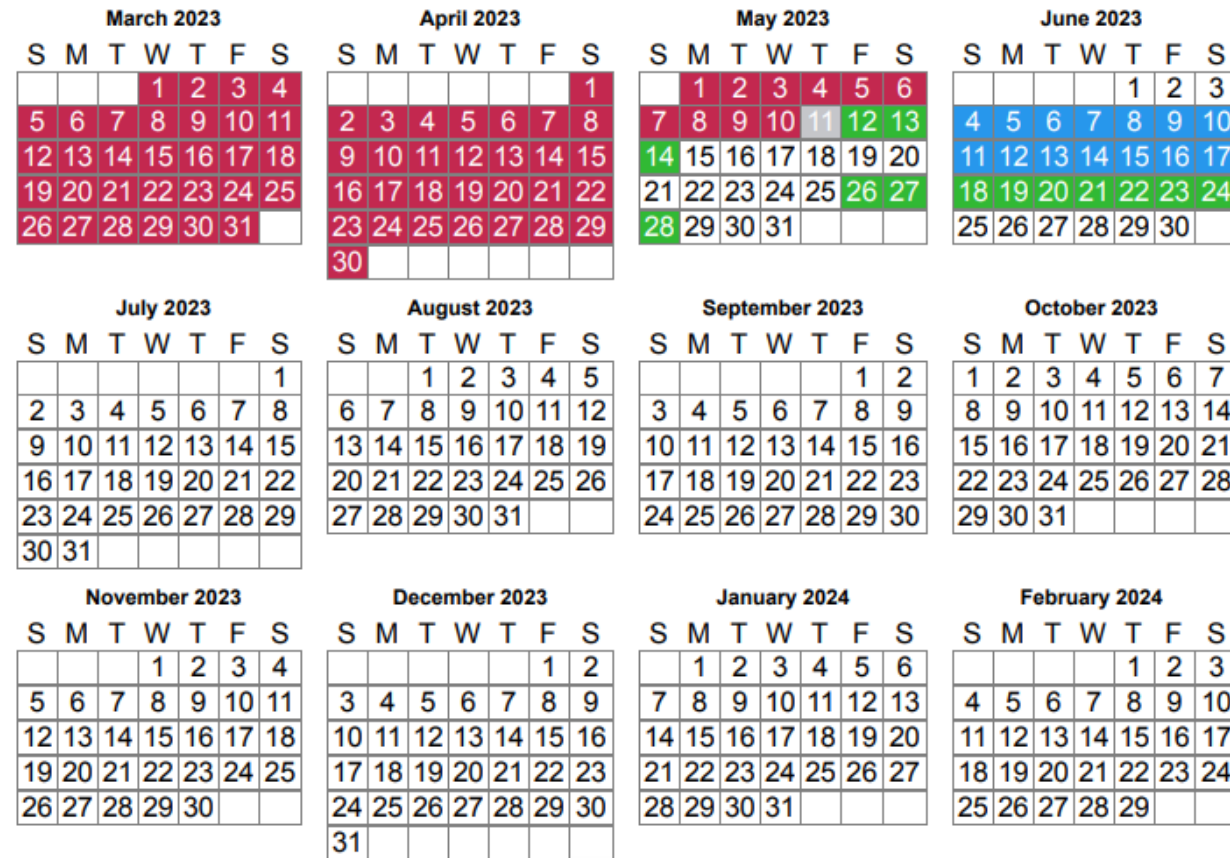 March 2023 April 2023 May 2023 June 2023
S M T W T F S S M T W T F S S M T W T F S S M T W T F S
1 2 3 4 1 1 2 3 4 5 6 1 2 3
5 6 7 8 9 10 11 2 3 4 5 6 7 8 7 8 9 10 11 12 13 4 5 6 7 8 9 10
12 13 14 15 16 17 18 9 10 11 12 13 14 15 14 15 16 17 18 19 20 11 12 13 14 15 16 17
19 20 21 22 23 24 25 16 17 18 19 20 21 22 21 22 23 24 25 26 27 18 19 20 21 22 23 24
26 27 28 29 30 31 23 24 25 26 27 28 29 28 29 30 31 25 26 27 28 29 30
30
July 2023 August 2023 September 2023 October 2023
S M T W T F S S M T W T F S S M T W T F S S M T W T F S
1 1 2 3 4 5 1 2 1 2 3 4 5 6 7
2 3 4 5 6 7 8 6 7 8 9 10 11 12 3 4 5 6 7 8 9 8 9 10 11 12 13 14
9 10 11 12 13 14 15 13 14 15 16 17 18 19 10 11 12 13 14 15 16 15 16 17 18 19 20 21
16 17 18 19 20 21 22 20 21 22 23 24 25 26 17 18 19 20 21 22 23 22 23 24 25 26 27 28
23 24 25 26 27 28 29 27 28 29 30 31 24 25 26 27 28 29 30 29 30 31
30 31
November 2023 December 2023 January 2024 February 2024
S M T W T F S S M T W T F S S M T W T F S S M T W T F S
1 2 3 4 1 2 1 2 3 4 5 6 1 2 3
5 6 7 8 9 10 11 3 4 5 6 7 8 9 7 8 9 10 11 12 13 4 5 6 7 8 9 10
12 13 14 15 16 17 18 10 11 12 13 14 15 16 14 15 16 17 18 19 20 11 12 13 14 15 16 17
19 20 21 22 23 24 25 17 18 19 20 21 22 23 21 22 23 24 25 26 27 18 19 20 21 22 23 24
26 27 28 29 30 24 25 26 27 28 29 30 28 29 30 31 25 26 27 28 29
31